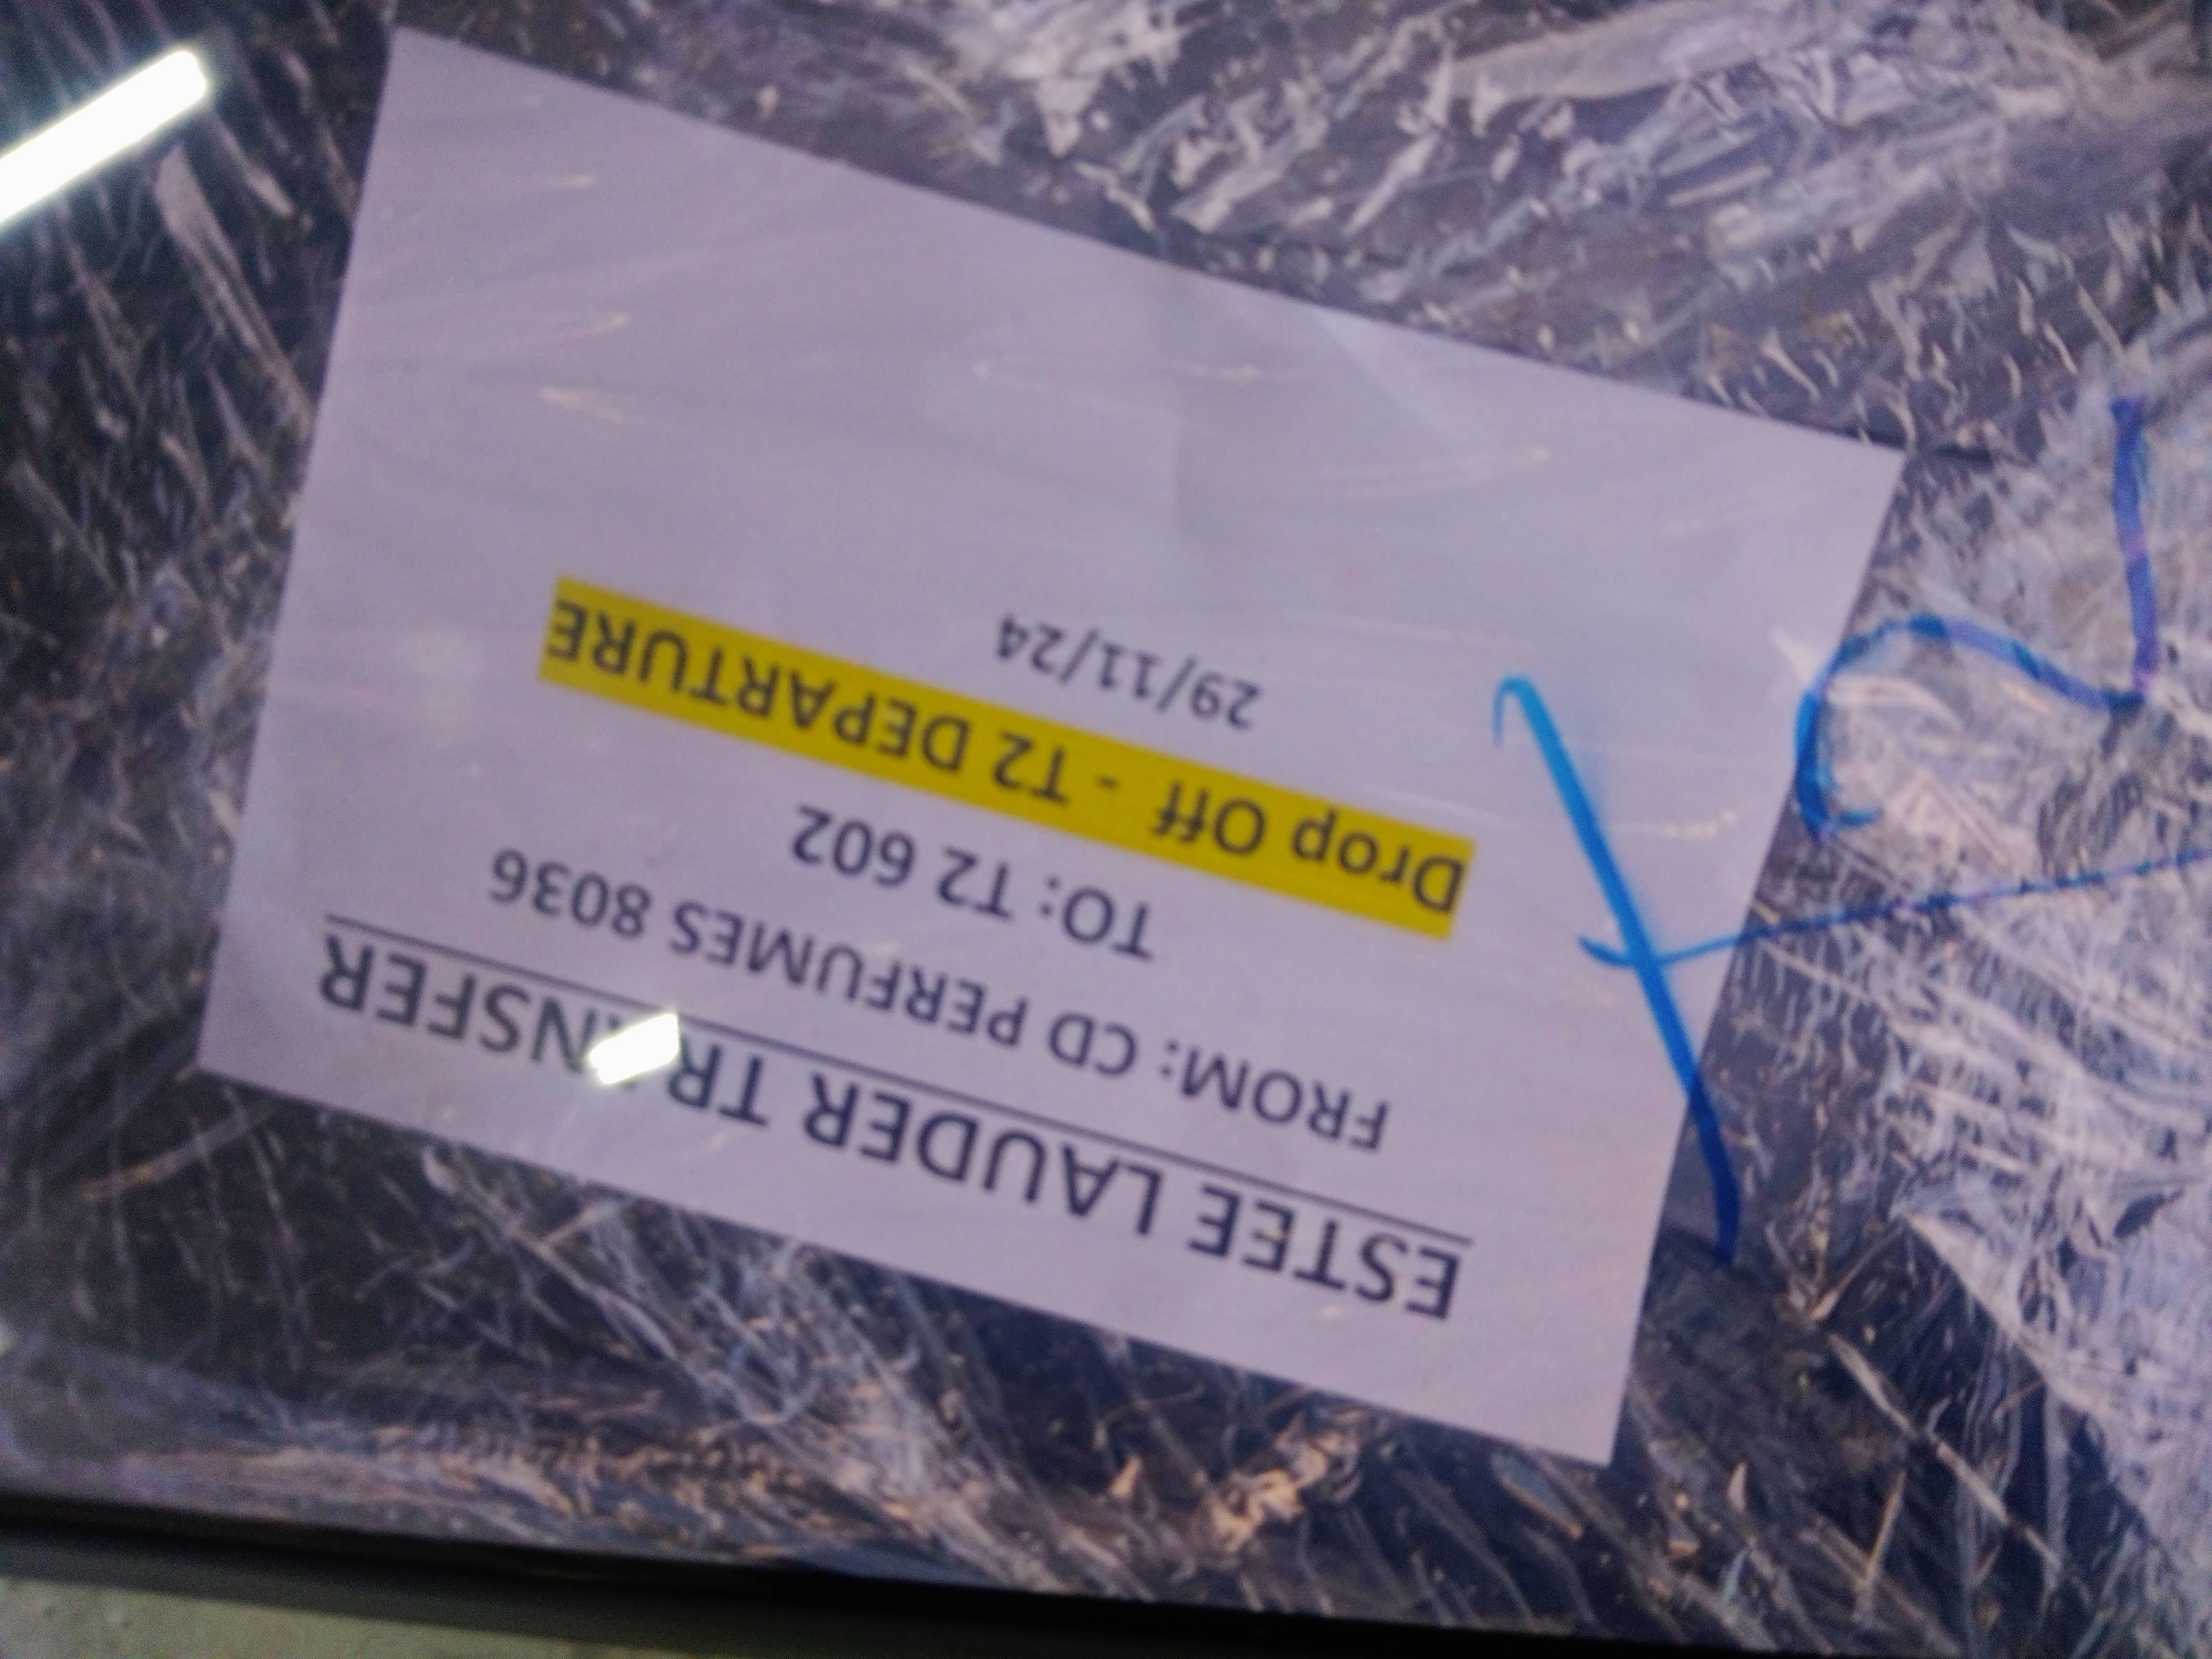 ESTEE LAUDER TRANSFER
FROM: CD PERFUMES 8036
TO: T2 602
Drop Off - T2 DEPARTURE
29/11/24